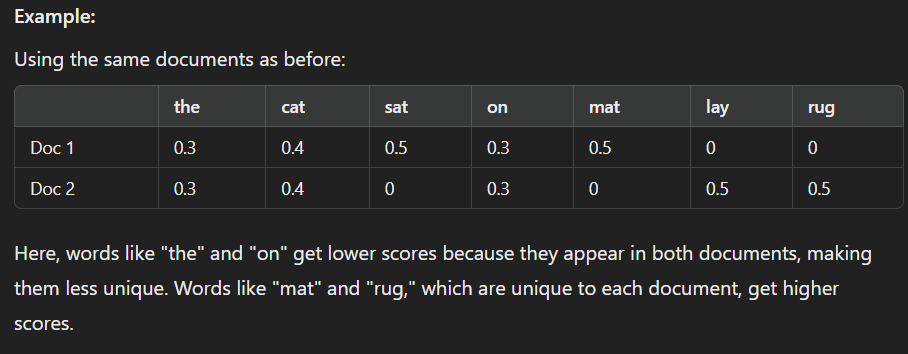 Example:
Using the same documents as before:
the cat sat on mat lay rug
Doc 1 0.3 0.4 0.5 0.3 0.5 0 0
Doc 2 0.3 0.4 0 0.3 0 0.5 0.5
Here, words like "the" and "on" get lower scores because they appear in both documents, making
them less unique. Words like "mat" and "rug," which are unique to each document, get higher
scores.